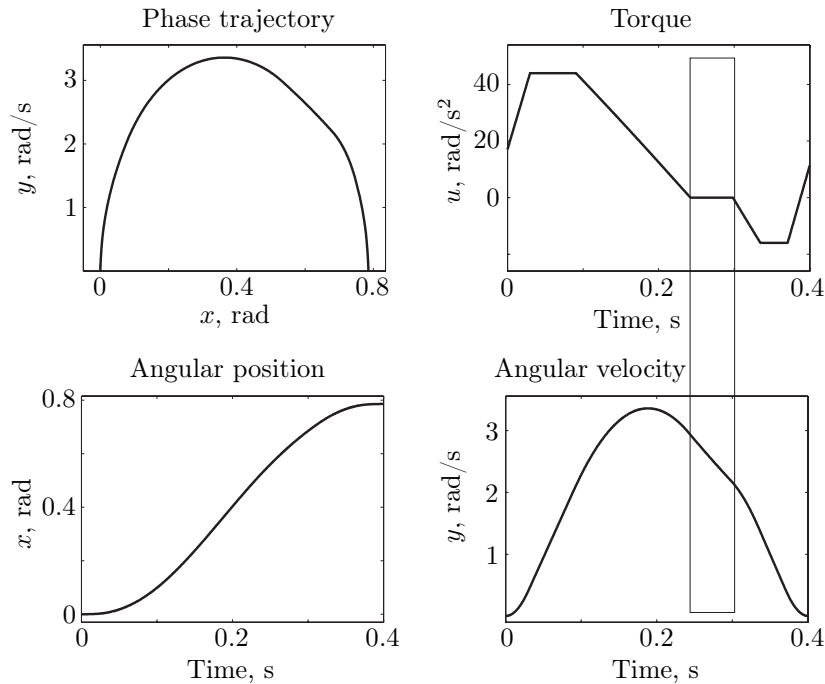 Phase trajectory
3
2
1
y, rad/s
0
0.4
0.8
x, rad
Torque
40
20
0
u, rad/s²
0
0.2
0.4
Time, s
Angular position
0.8
0.4
0
x, rad
0
0.2
0.4
Time, s
Angular velocity
3
2
1
y, rad/s
0
0.2
0.4
Time, s